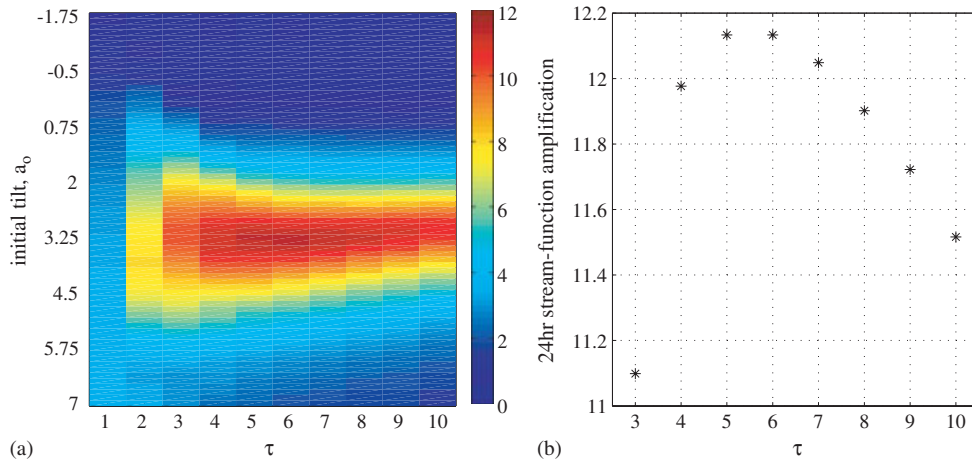 -1.75
-0.5
0.75
2
3.25
4.5
5.75
7
initial tilt, a_o
1 2 3 4 5 6 7 8 9 10
τ
(a)
12
10
8
6
4
2
0
24hr stream-function amplification
12.2
12
11.8
11.6
11.4
11.2
11
3 4 5 6 7 8 9 10
τ
(b)